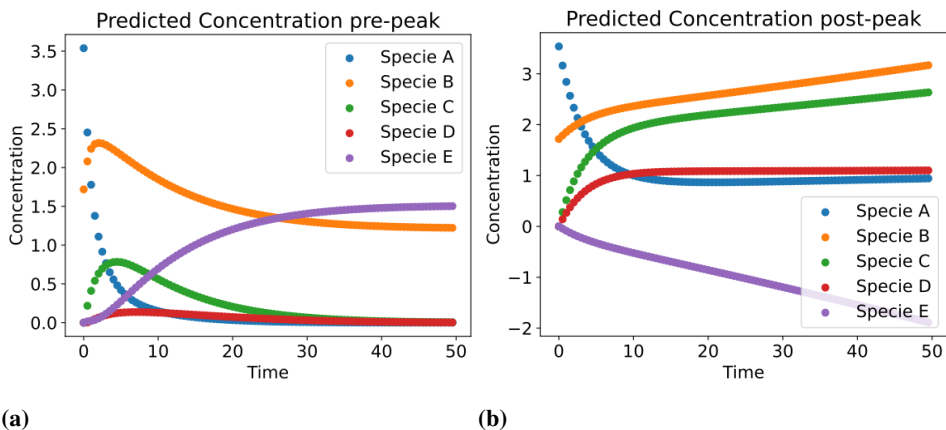 Predicted Concentration pre-peak
3.5
3.0
2.5
2.0
1.5
1.0
0.5
0.0
Concentration
Specie A
Specie B
Specie C
Specie D
Specie E
0
10
20
30
40
50
Time
(a)
Predicted Concentration post-peak
3
2
1
0
−1
−2
Concentration
Specie A
Specie B
Specie C
Specie D
Specie E
0
10
20
30
40
50
Time
(b)